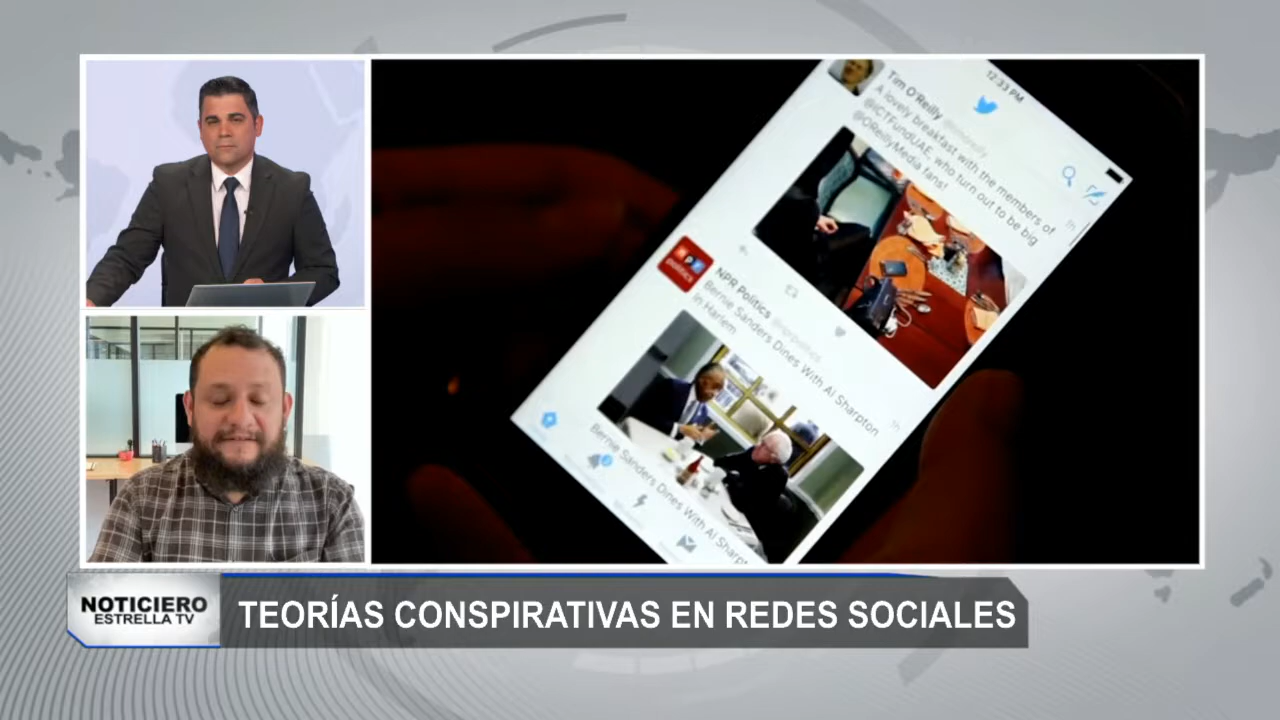 12:33 PM
Tim O'Reilly
A lovely breakfast with the members of
@ICTFundUAE, who turn out to be big
@OReillyMedia fans!
NPR Politics @nprpolitics
Bernie Sanders Dines With Al Sharpton
in Harlem
Bernie Sanders Dines With Al Sharpt
NOTICIERO
ESTRELLA TV
TEORÍAS CONSPIRATIVAS EN REDES SOCIALES